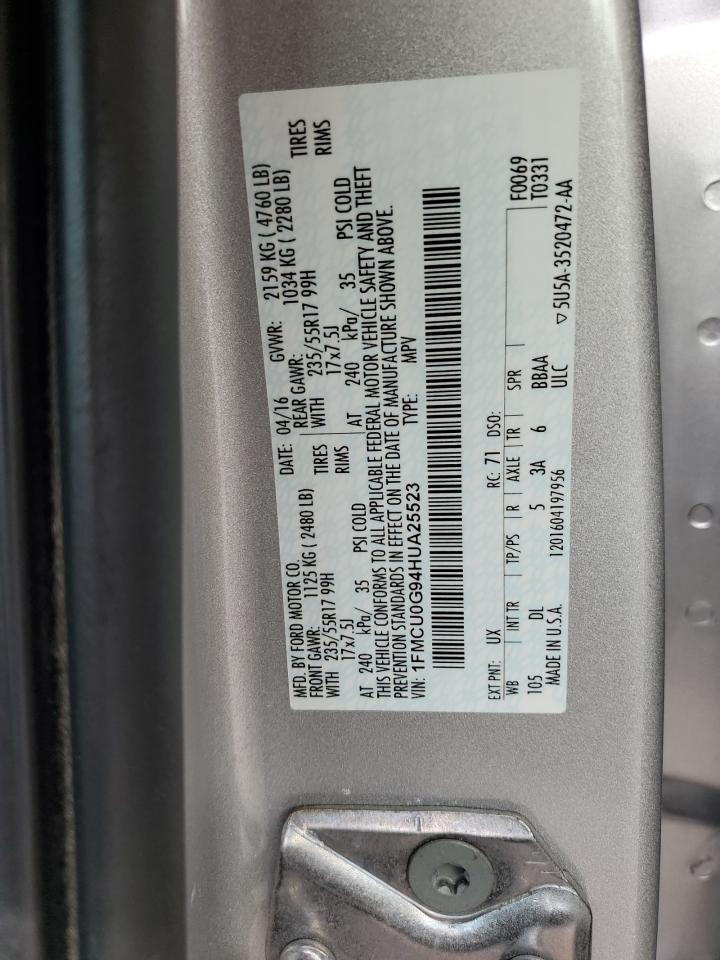 MFD. BY FORD MOTOR CO. DATE: 04/16 GVWR: 2159 KG ( 4760 LB)
FRONT GAWR: 1125 KG ( 2480 LB) REAR GAWR: 1034 KG ( 2280 LB)
WITH 235/55R17 99H TIRES WITH 235/55R17 99H TIRES
17x7.5J RIMS 17x7.5J RIMS
AT 240 kPa/ 35 PSI COLD AT 240 kPa/ 35 PSI COLD
THIS VEHICLE CONFORMS TO ALL APPLICABLE FEDERAL MOTOR VEHICLE SAFETY AND THEFT
PREVENTION STANDARDS IN EFFECT ON THE DATE OF MANUFACTURE SHOWN ABOVE.
VIN: 1FMCU0G94HUA25523 TYPE: MPV
EXT PNT: UX RC: 71 DSO: F0069
WB INT TR TP/PS R AXLE TR SPR T0331
105 DL 5 3A 6 BBAA
MADE IN U.S.A. 1201604197956 ULC ▽ 5U5A-3520472-AA